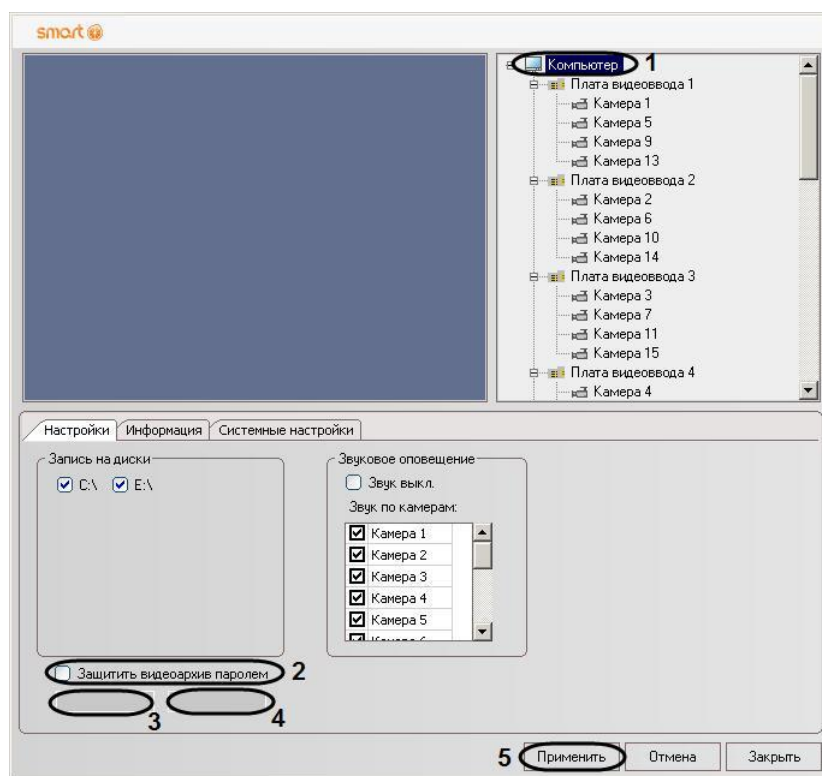 smart
Компьютер 1
Плата видеоввода 1
Камера 1
Камера 5
Камера 9
Камера 13
Плата видеоввода 2
Камера 2
Камера 6
Камера 10
Камера 14
Плата видеоввода 3
Камера 3
Камера 7
Камера 11
Камера 15
Плата видеоввода 4
Камера 4
Настройки Информация Системные настройки
Запись на диски
C:\ E:\
Звуковое оповещение
Звук выкл.
Звук по камерам:
Камера 1
Камера 2
Камера 3
Камера 4
Камера 5
Защитить видеоархив паролем 2
3 4
5 Применить Отмена Закрыть